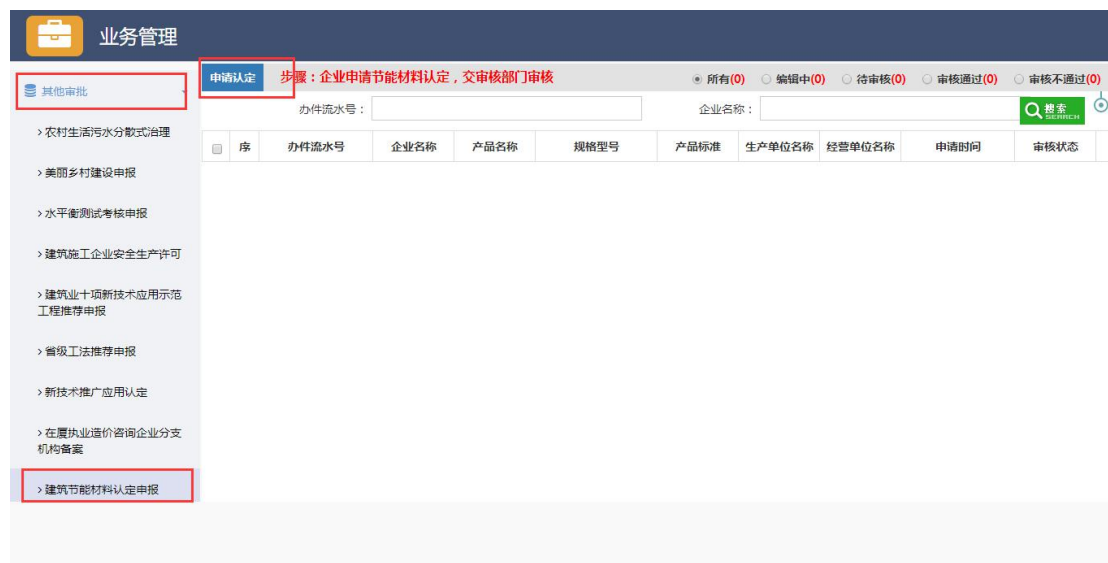 业务管理
其他审批
申请认定
步骤：企业申请节能材料认定，交审核部门审核
所有(0)
编辑中(0)
待审核(0)
审核通过(0)
审核不通过(0)
办件流水号：
企业名称：
搜索
SEARCH
序
办件流水号
企业名称
产品名称
规格型号
产品标准
生产单位名称
经营单位名称
申请时间
审核状态
>农村生活污水分散式治理
>美丽乡村建设申报
>水平衡测试考核申报
>建筑施工企业安全生产许可
>建筑业十项新技术应用示范
工程推荐申报
>省级工法推荐申报
>新技术推广应用认定
>在厦执业造价咨询企业分支
机构备案
>建筑节能材料认定申报